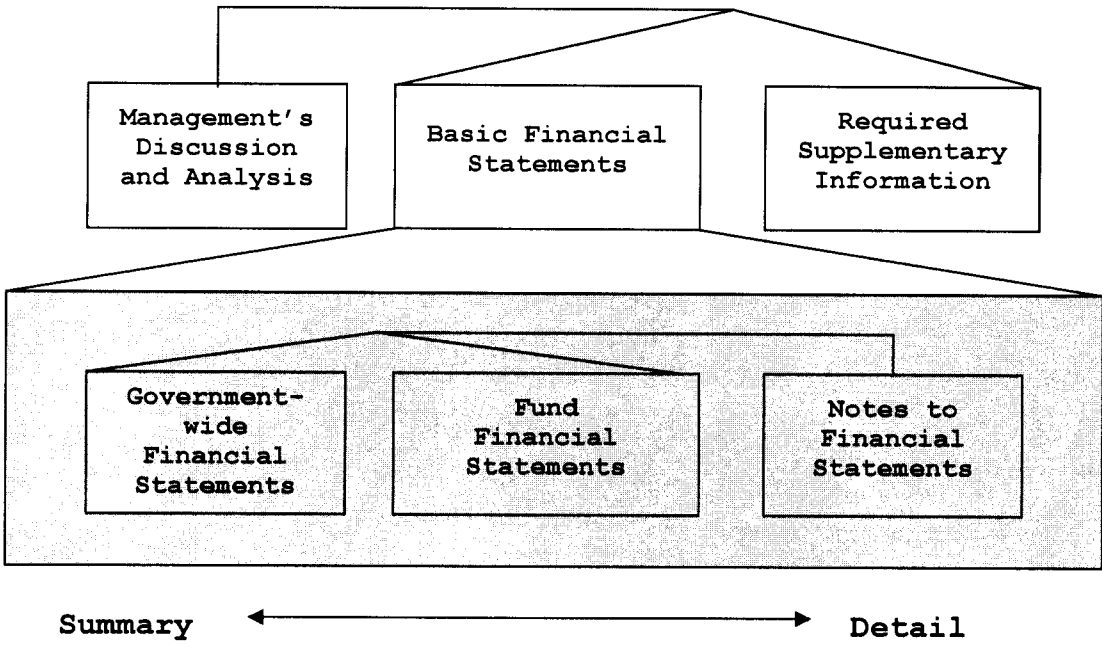 Management's
Discussion
and Analysis
Basic Financial
Statements
Required
Supplementary
Information
Government-
wide
Financial
Statements
Fund
Financial
Statements
Notes to
Financial
Statements
Summary
Detail